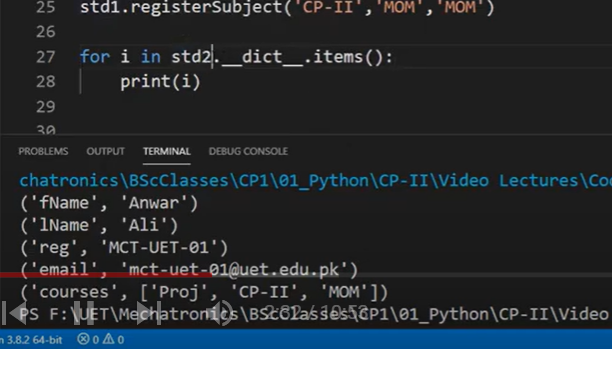 25 std1.registerSubject('CP-II','MOM','MOM')
26
27 for i in std2.__dict__.items():
28 print(i)
29
30
PROBLEMS OUTPUT TERMINAL DEBUG CONSOLE
chatronics\BScClasses\CP1\01_Python\CP-II\Video Lectures\Co
('fName', 'Anwar')
('lName', 'Ali')
('reg', 'MCT-UET-01')
('email', 'mct-uet-01@uet.edu.pk')
('courses', ['Proj', 'CP-II', 'MOM'])
PS F:\UET\Mechatronics\BScClasses\CP1\01_Python\CP-II\Video
n 3.8.2 64-bit 0 0